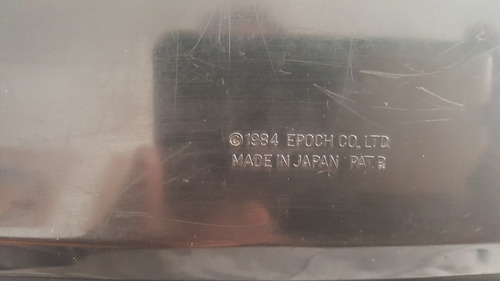 ©1984 EPOCH CO., LTD.
MADE IN JAPAN PAT. P.